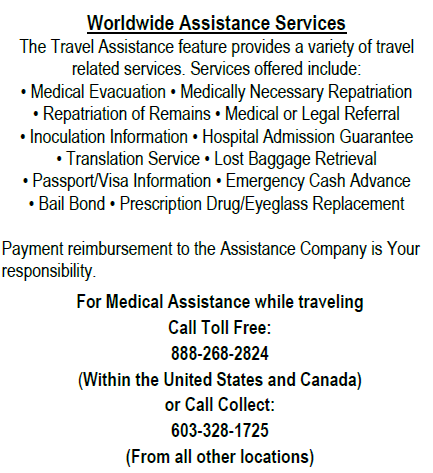 Worldwide Assistance Services
The Travel Assistance feature provides a variety of travel
related services. Services offered include:
• Medical Evacuation • Medically Necessary Repatriation
• Repatriation of Remains • Medical or Legal Referral
• Inoculation Information • Hospital Admission Guarantee
• Translation Service • Lost Baggage Retrieval
• Passport/Visa Information • Emergency Cash Advance
• Bail Bond • Prescription Drug/Eyeglass Replacement
Payment reimbursement to the Assistance Company is Your
responsibility.
For Medical Assistance while traveling
Call Toll Free:
888-268-2824
(Within the United States and Canada)
or Call Collect:
603-328-1725
(From all other locations)